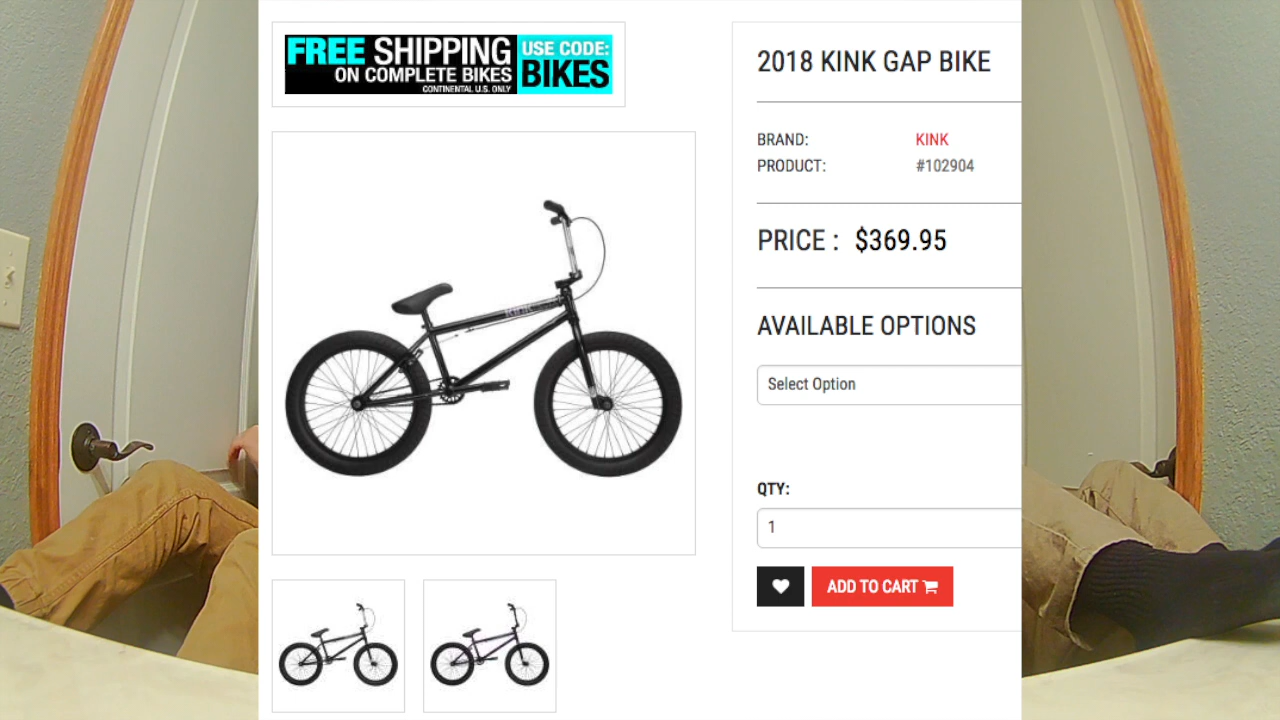 FREE SHIPPING
ON COMPLETE BIKES
CONTINENTAL U.S. ONLY
USE CODE:
BIKES
2018 KINK GAP BIKE
BRAND: KINK
PRODUCT: #102904
PRICE : $369.95
AVAILABLE OPTIONS
Select Option
QTY:
1
ADD TO CART
KINK